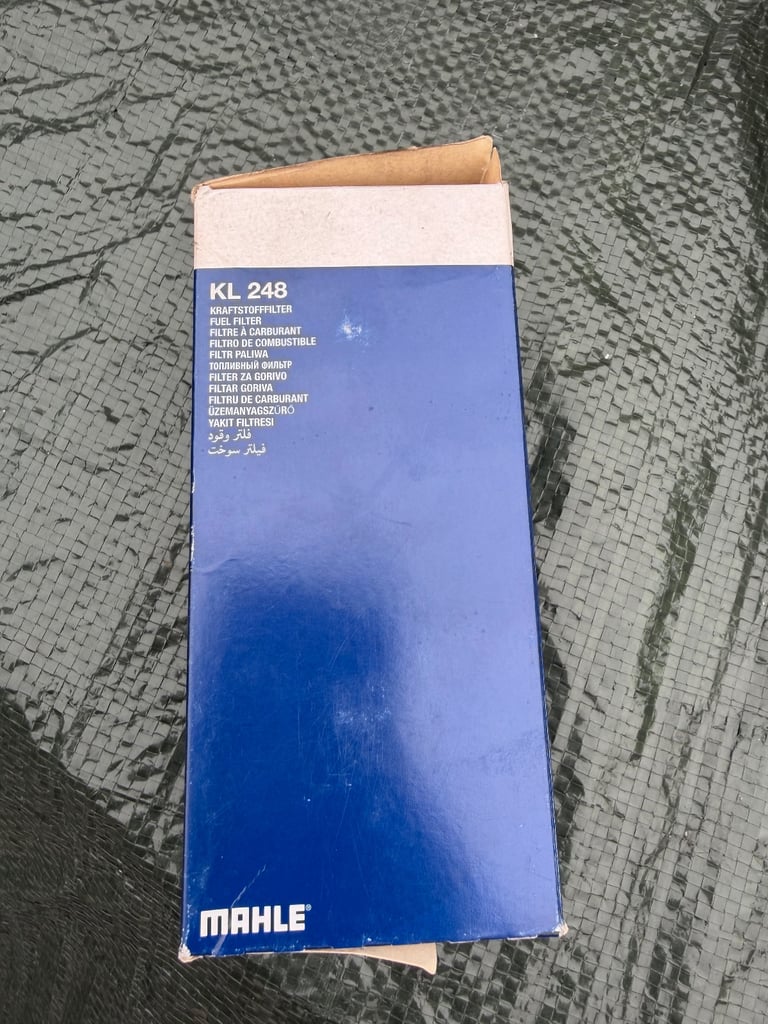 KL 248
KRAFTSTOFFFILTER
FUEL FILTER
FILTRE À CARBURANT
FILTRO DE COMBUSTIBLE
FILTR PALIWA
ТОПЛИВНЫЙ ФИЛЬТР
FILTER ZA GORIVO
FILTAR GORIVA
FILTRU DE CARBURANT
ÜZEMANYAGSZŰRŐ
YAKIT FILTRESI
فلتر وقود
فیلتر سوخت
MAHLE®